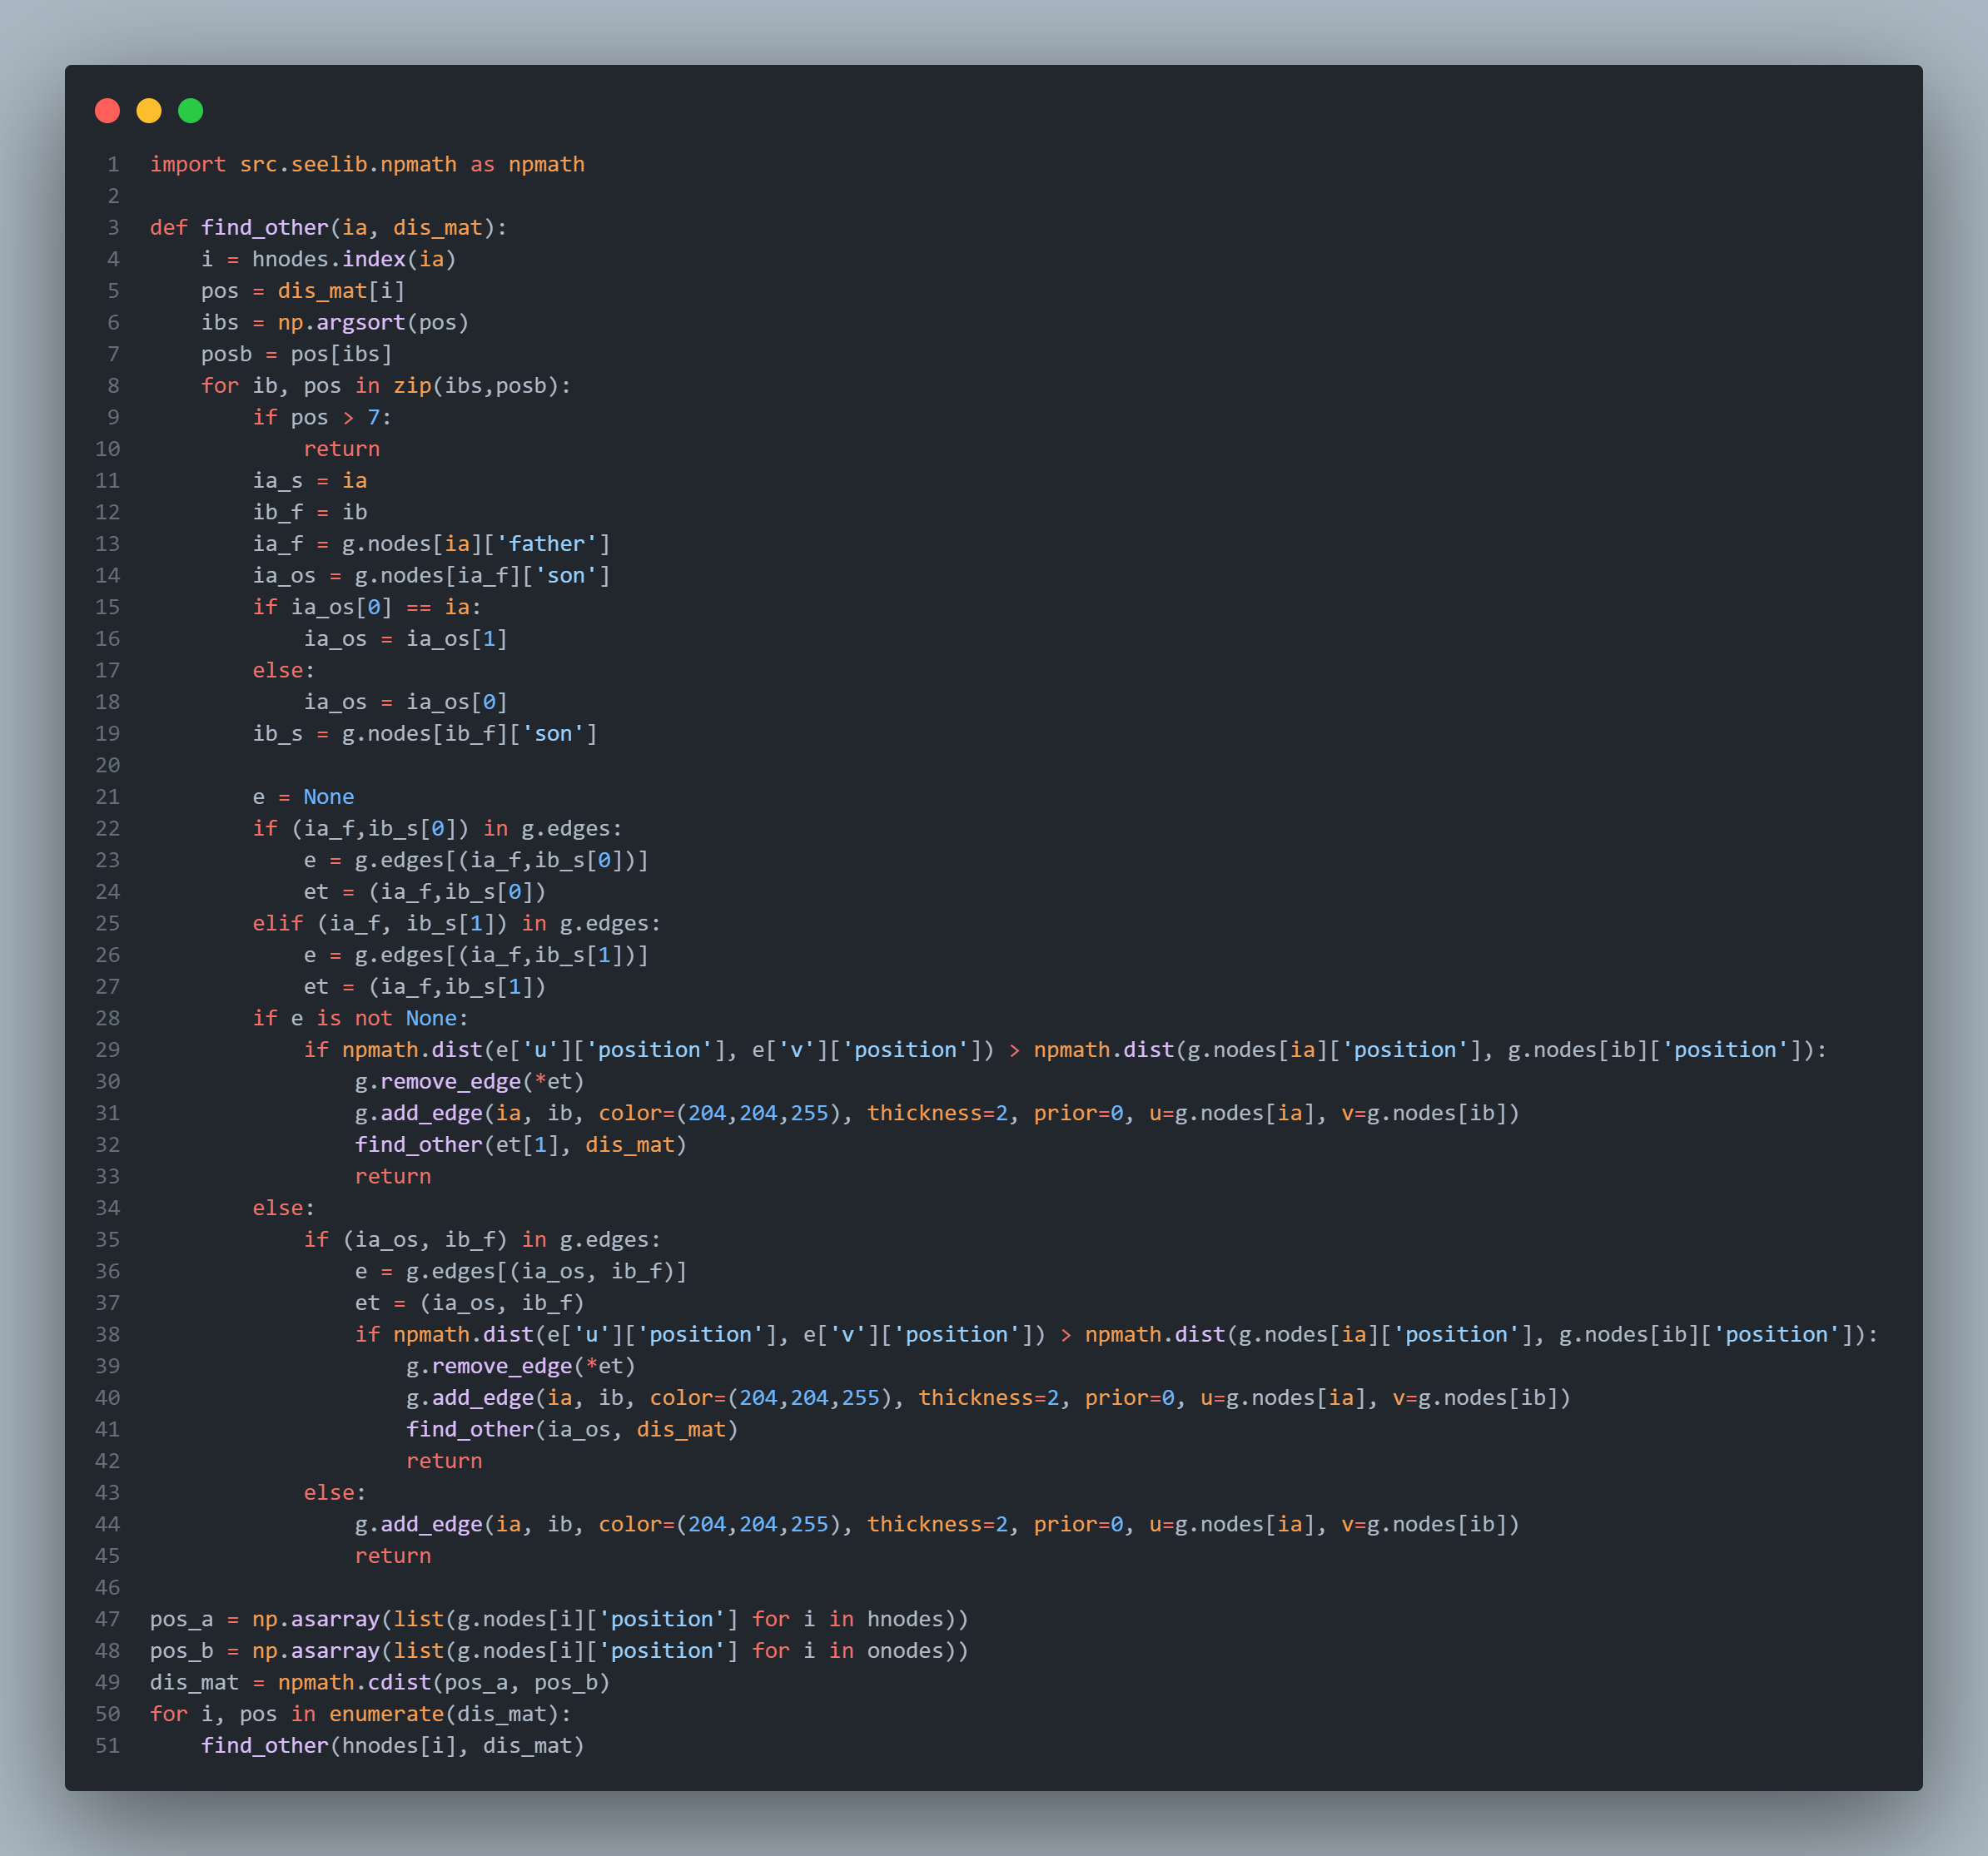 1 import src.seelib.npmath as npmath
2
3 def find_other(ia, dis_mat):
4     i = hnodes.index(ia)
5     pos = dis_mat[i]
6     ibs = np.argsort(pos)
7     posb = pos[ibs]
8     for ib, pos in zip(ibs,posb):
9         if pos > 7:
10             return
11         ia_s = ia
12         ib_f = ib
13         ia_f = g.nodes[ia]['father']
14         ia_os = g.nodes[ia_f]['son']
15         if ia_os[0] == ia:
16             ia_os = ia_os[1]
17         else:
18             ia_os = ia_os[0]
19         ib_s = g.nodes[ib_f]['son']
20
21         e = None
22         if (ia_f,ib_s[0]) in g.edges:
23             e = g.edges[(ia_f,ib_s[0])]
24             et = (ia_f,ib_s[0])
25         elif (ia_f, ib_s[1]) in g.edges:
26             e = g.edges[(ia_f,ib_s[1])]
27             et = (ia_f,ib_s[1])
28         if e is not None:
29             if npmath.dist(e['u']['position'], e['v']['position']) > npmath.dist(g.nodes[ia]['position'], g.nodes[ib]['position']):
30                 g.remove_edge(*et)
31                 g.add_edge(ia, ib, color=(204,204,255), thickness=2, prior=0, u=g.nodes[ia], v=g.nodes[ib])
32                 find_other(et[1], dis_mat)
33                 return
34         else:
35             if (ia_os, ib_f) in g.edges:
36                 e = g.edges[(ia_os, ib_f)]
37                 et = (ia_os, ib_f)
38                 if npmath.dist(e['u']['position'], e['v']['position']) > npmath.dist(g.nodes[ia]['position'], g.nodes[ib]['position']):
39                     g.remove_edge(*et)
40                     g.add_edge(ia, ib, color=(204,204,255), thickness=2, prior=0, u=g.nodes[ia], v=g.nodes[ib])
41                     find_other(ia_os, dis_mat)
42                     return
43             else:
44                 g.add_edge(ia, ib, color=(204,204,255), thickness=2, prior=0, u=g.nodes[ia], v=g.nodes[ib])
45                 return
46
47 pos_a = np.asarray(list(g.nodes[i]['position'] for i in hnodes))
48 pos_b = np.asarray(list(g.nodes[i]['position'] for i in onodes))
49 dis_mat = npmath.cdist(pos_a, pos_b)
50 for i, pos in enumerate(dis_mat):
51     find_other(hnodes[i], dis_mat)